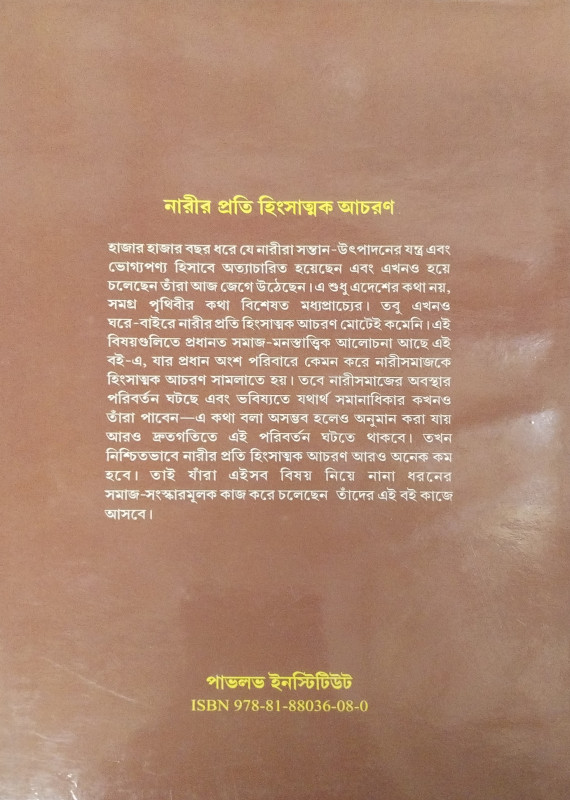 নারীর প্রতি হিংসাত্মক আচরণ
হাজার হাজার বছর ধরে যে নারীরা সন্তান-উৎপাদনের যন্ত্র এবং
ভোগ্যপণ্য হিসাবে অত্যাচারিত হয়েছেন এবং এখনও হয়ে
চলেছেন তাঁরা আজ জেগে উঠেছেন। এ শুধু এদেশের কথা নয়,
সমগ্র পৃথিবীর কথা বিশেষত মধ্যপ্রাচ্যের। তবু এখনও
ঘরে-বাইরে নারীর প্রতি হিংসাত্মক আচরণ মোটেই কমেনি। এই
বিষয়গুলিতে প্রধানত সমাজ-মনস্তাত্ত্বিক আলোচনা আছে এই
বই-এ, যার প্রধান অংশ পরিবারে কেমন করে নারীসমাজকে
হিংসাত্মক আচরণ সামলাতে হয়। তবে নারীসমাজের অবস্থার
পরিবর্তন ঘটছে এবং ভবিষ্যতে যথার্থ সমানাধিকার কখনও
তাঁরা পাবেন—এ কথা বলা অসম্ভব হলেও অনুমান করা যায়
আরও দ্রুতগতিতে এই পরিবর্তন ঘটতে থাকবে। তখন
নিশ্চিতভাবে নারীর প্রতি হিংসাত্মক আচরণ আরও অনেক কম
হবে। তাই যাঁরা এইসব বিষয় নিয়ে নানা ধরনের
সমাজ-সংস্কারমূলক কাজ করে চলেছেন তাঁদের এই বই কাজে
আসবে।
পাভলভ ইনস্টিটিউট
ISBN 978-81-88036-08-0